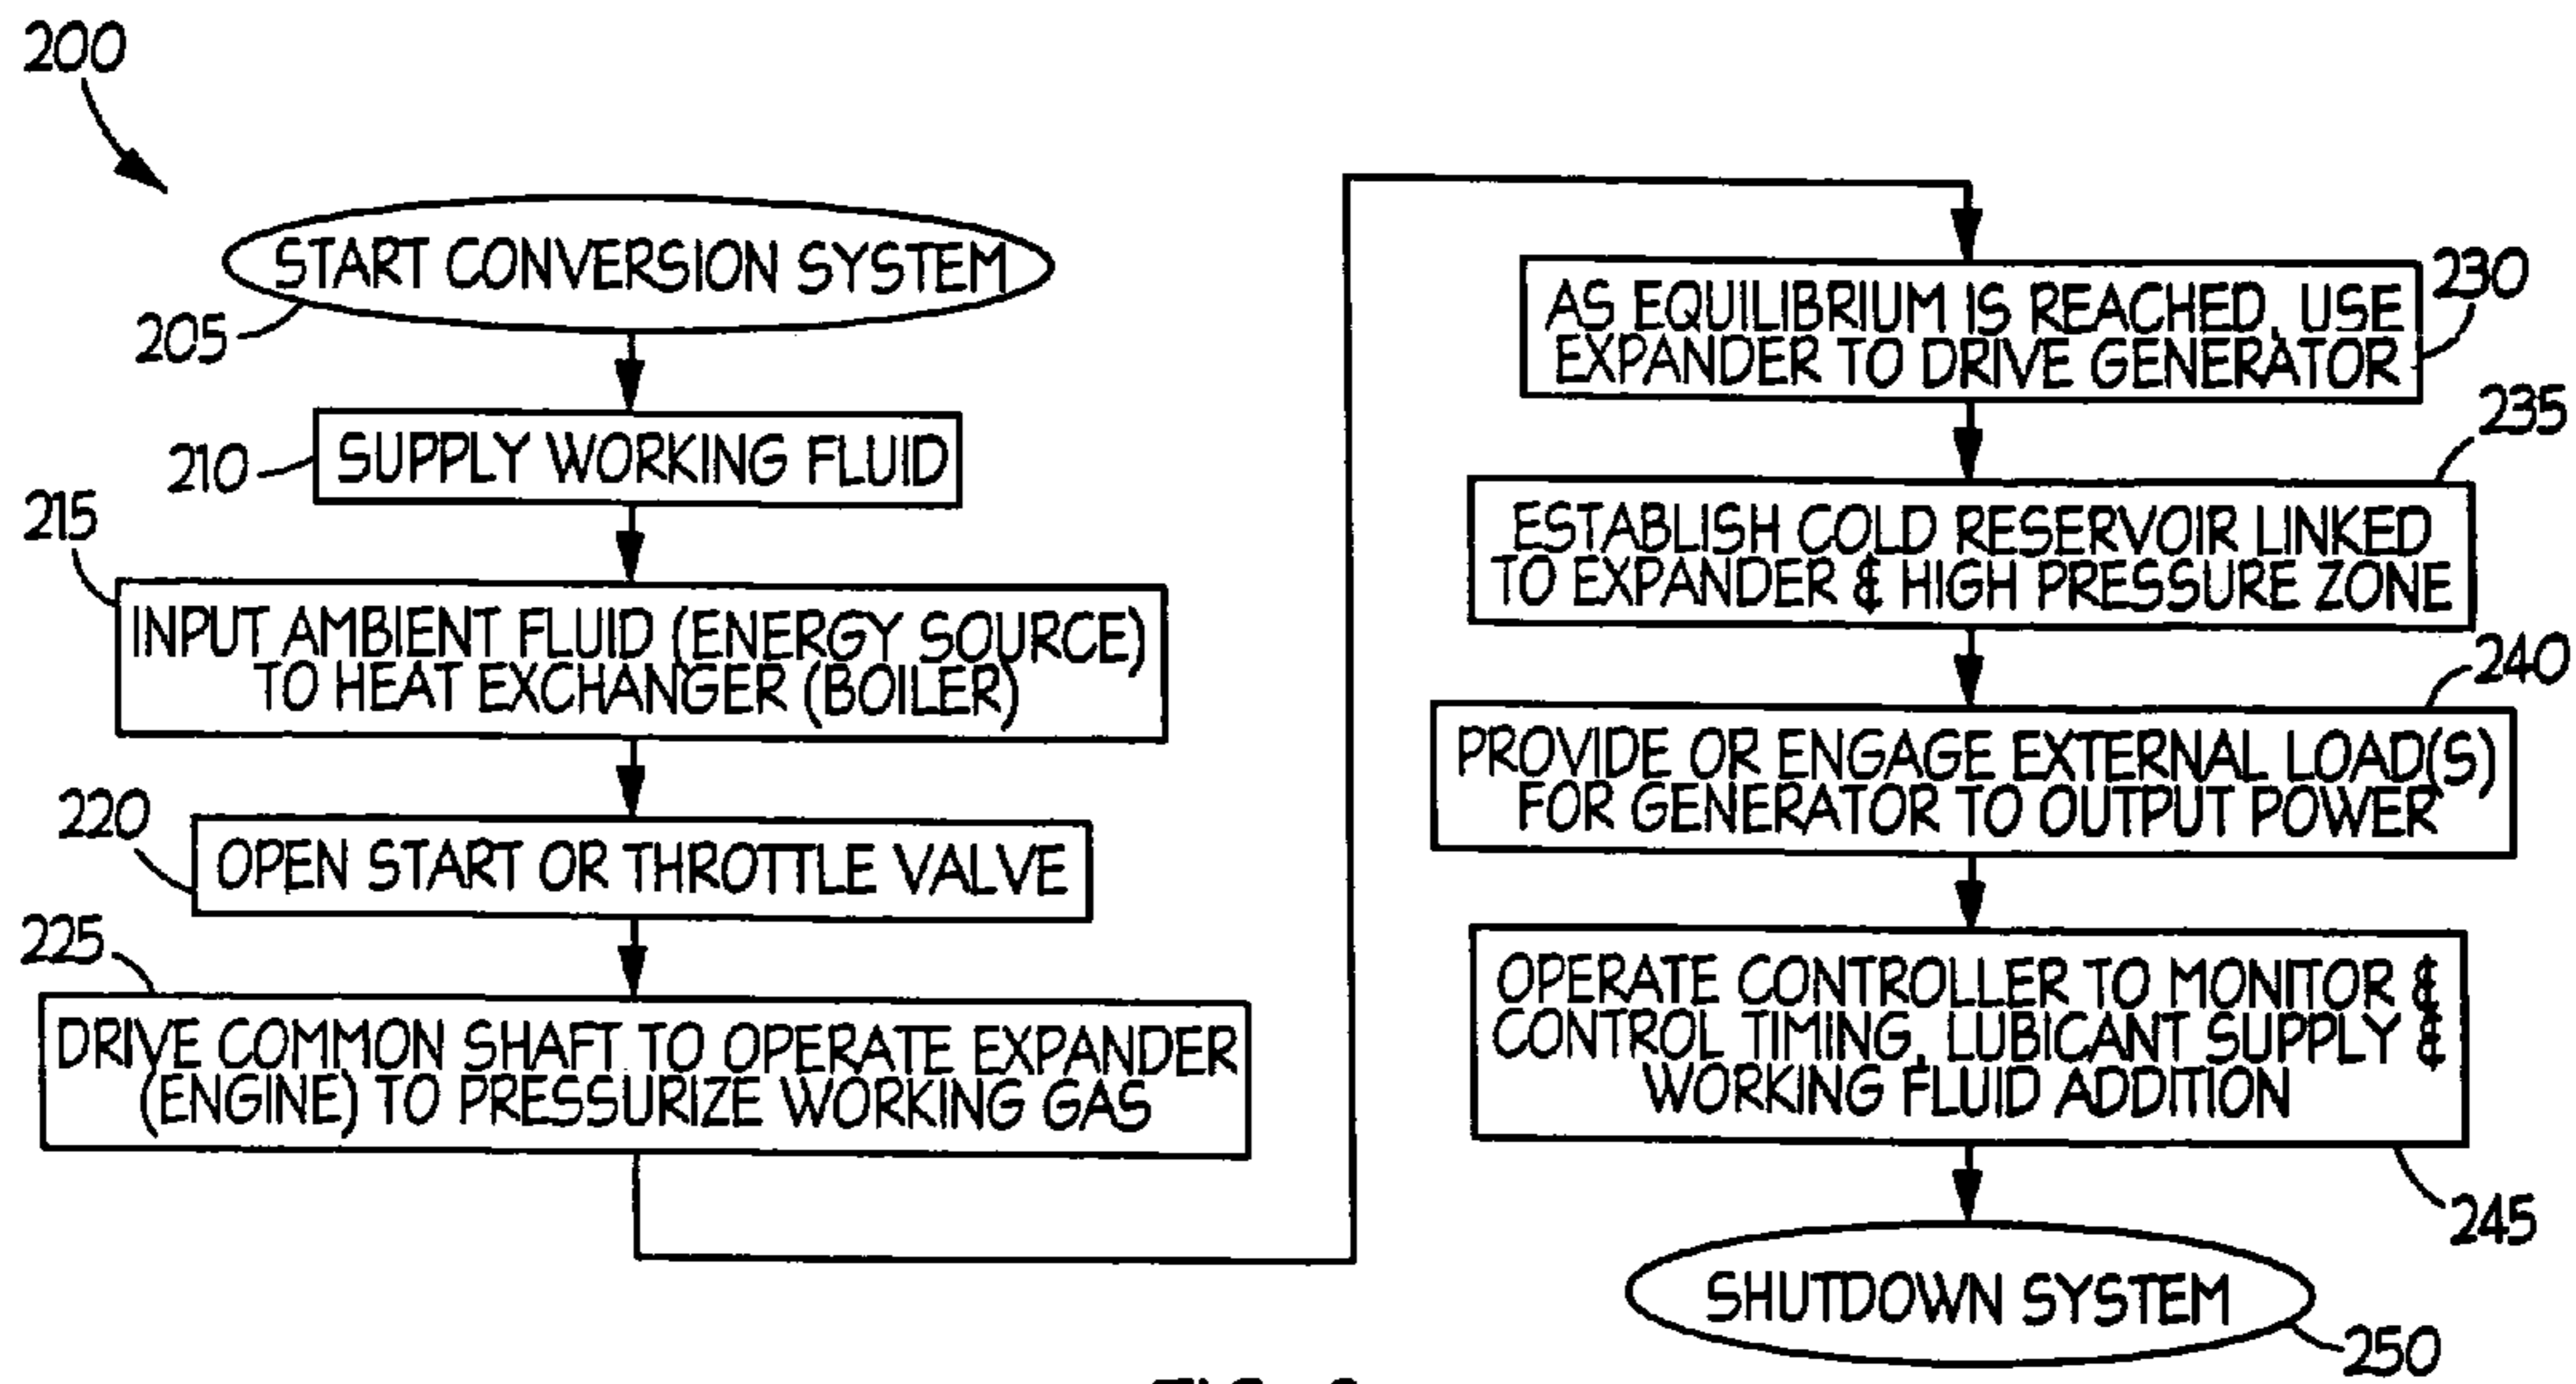 200
START CONVERSION SYSTEM
205
SUPPLY WORKING FLUID
210
215
INPUT AMBIENT FLUID (ENERGY SOURCE)
TO HEAT EXCHANGER (BOILER)
220
OPEN START OR THROTTLE VALVE
225
DRIVE COMMON SHAFT TO OPERATE EXPANDER
(ENGINE) TO PRESSURIZE WORKING GAS
230
AS EQUILIBRIUM IS REACHED, USE
EXPANDER TO DRIVE GENERATOR
235
ESTABLISH COLD RESERVOIR LINKED
TO EXPANDER & HIGH PRESSURE ZONE
240
PROVIDE OR ENGAGE EXTERNAL LOAD(S)
FOR GENERATOR TO OUTPUT POWER
OPERATE CONTROLLER TO MONITOR &
CONTROL TIMING, LUBICANT SUPPLY &
WORKING FLUID ADDITION
245
SHUTDOWN SYSTEM
250